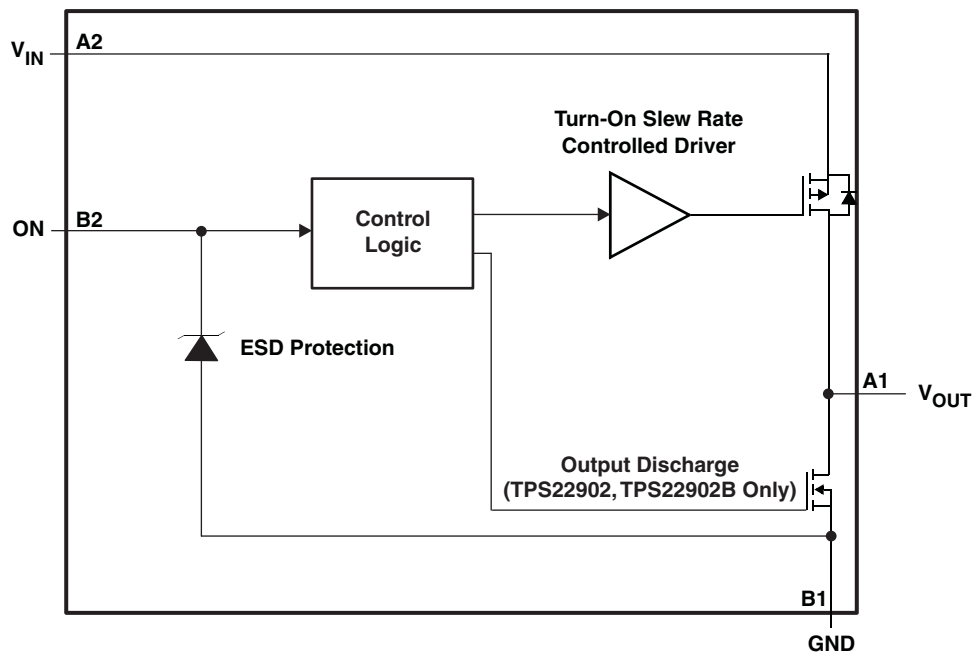 A2
V_IN
Turn-On Slew Rate
Controlled Driver
B2
ON
Control
Logic
ESD Protection
A1
V_OUT
Output Discharge
(TPS22902, TPS22902B Only)
B1
GND